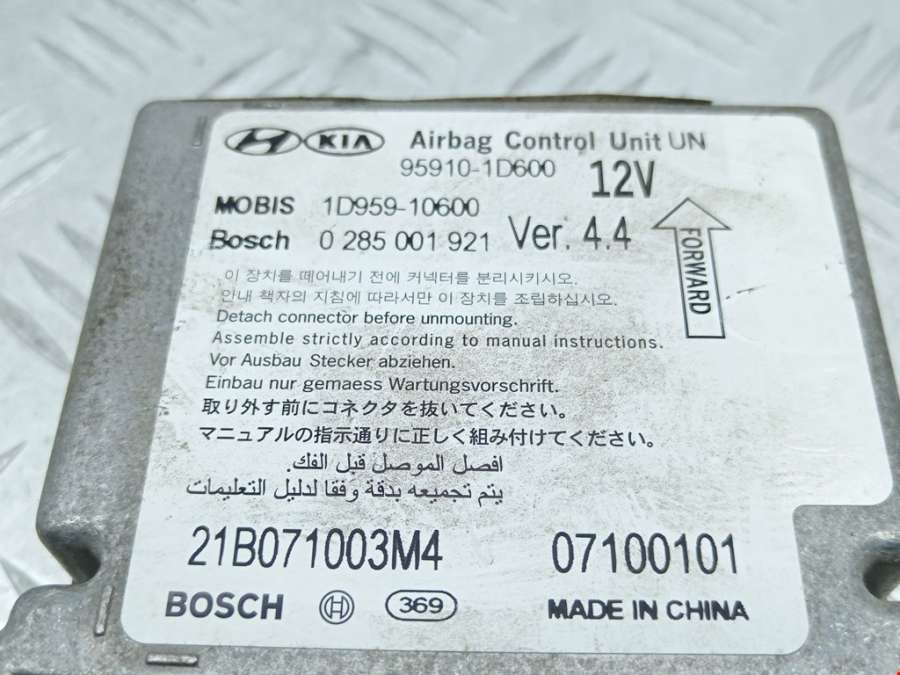 KIA Airbag Control Unit UN
95910-1D600 12V
MOBIS 1D959-10600
Bosch 0 285 001 921 Ver. 4.4
FORWARD
이 장치를 떼어내기 전에 커넥터를 분리시키시오.
안내 책자의 지침에 따라서만 이 장치를 조립하십시오.
Detach connector before unmounting.
Assemble strictly according to manual instructions.
Vor Ausbau Stecker abziehen.
Einbau nur gemaess Wartungsvorschrift.
取り外す前にコネクタを抜いてください。
マニュアルの指示通りに正しく組み付けてください。
افصل الموصل قبل الفك.
يتم تجميعه بدقة وفقا لدليل التعليمات
21B071003M4 07100101
BOSCH 369 MADE IN CHINA